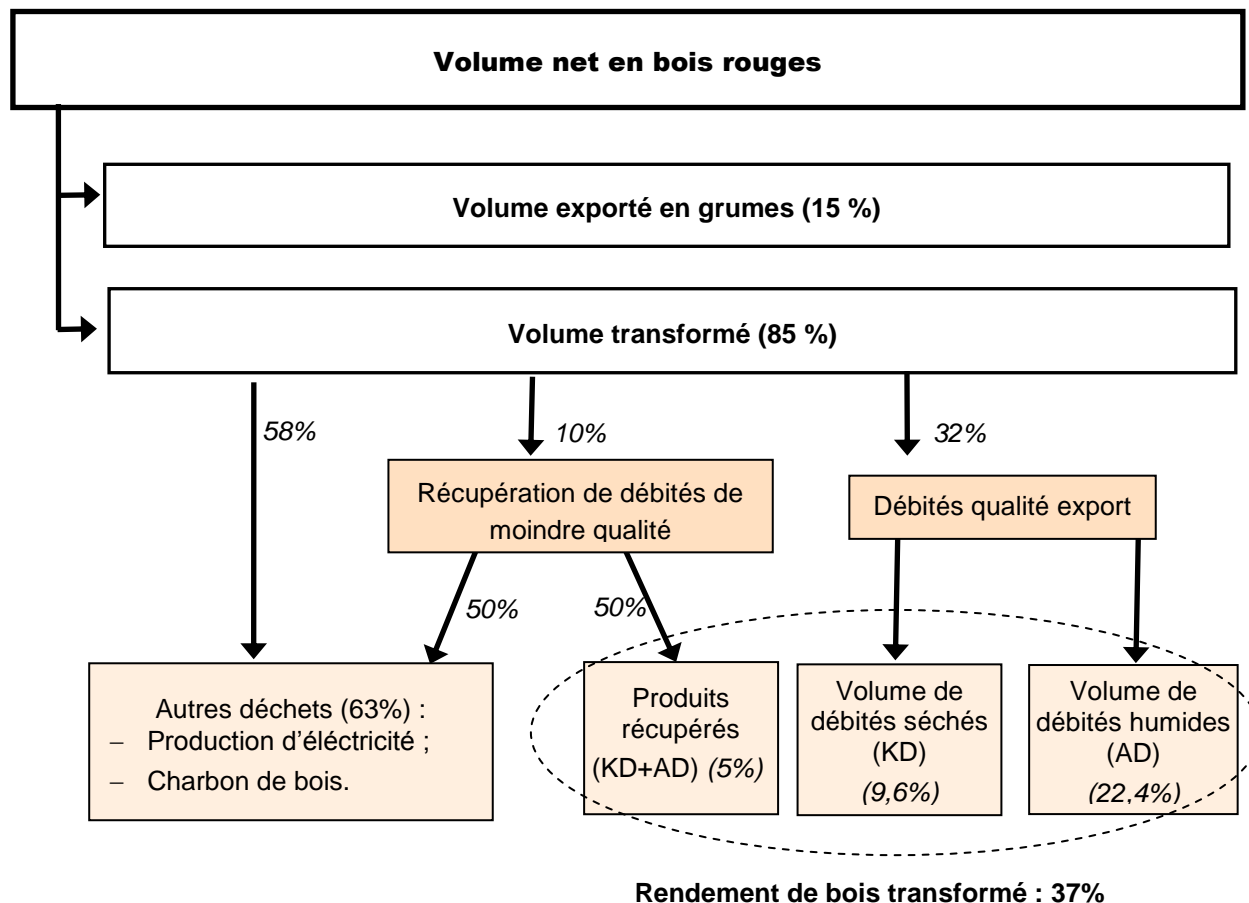 Volume net en bois rouges
Volume exporté en grumes (15 %)
Volume transformé (85 %)
58%
10%
32%
Récupération de débités de
moindre qualité
Débités qualité export
50%
50%
Autres déchets (63%) :
– Production d'éléctricité ;
– Charbon de bois.
Produits
récupérés
(KD+AD) (5%)
Volume de
débités séchés
(KD)
(9,6%)
Volume de
débités humides
(AD)
(22,4%)
Rendement de bois transformé : 37%